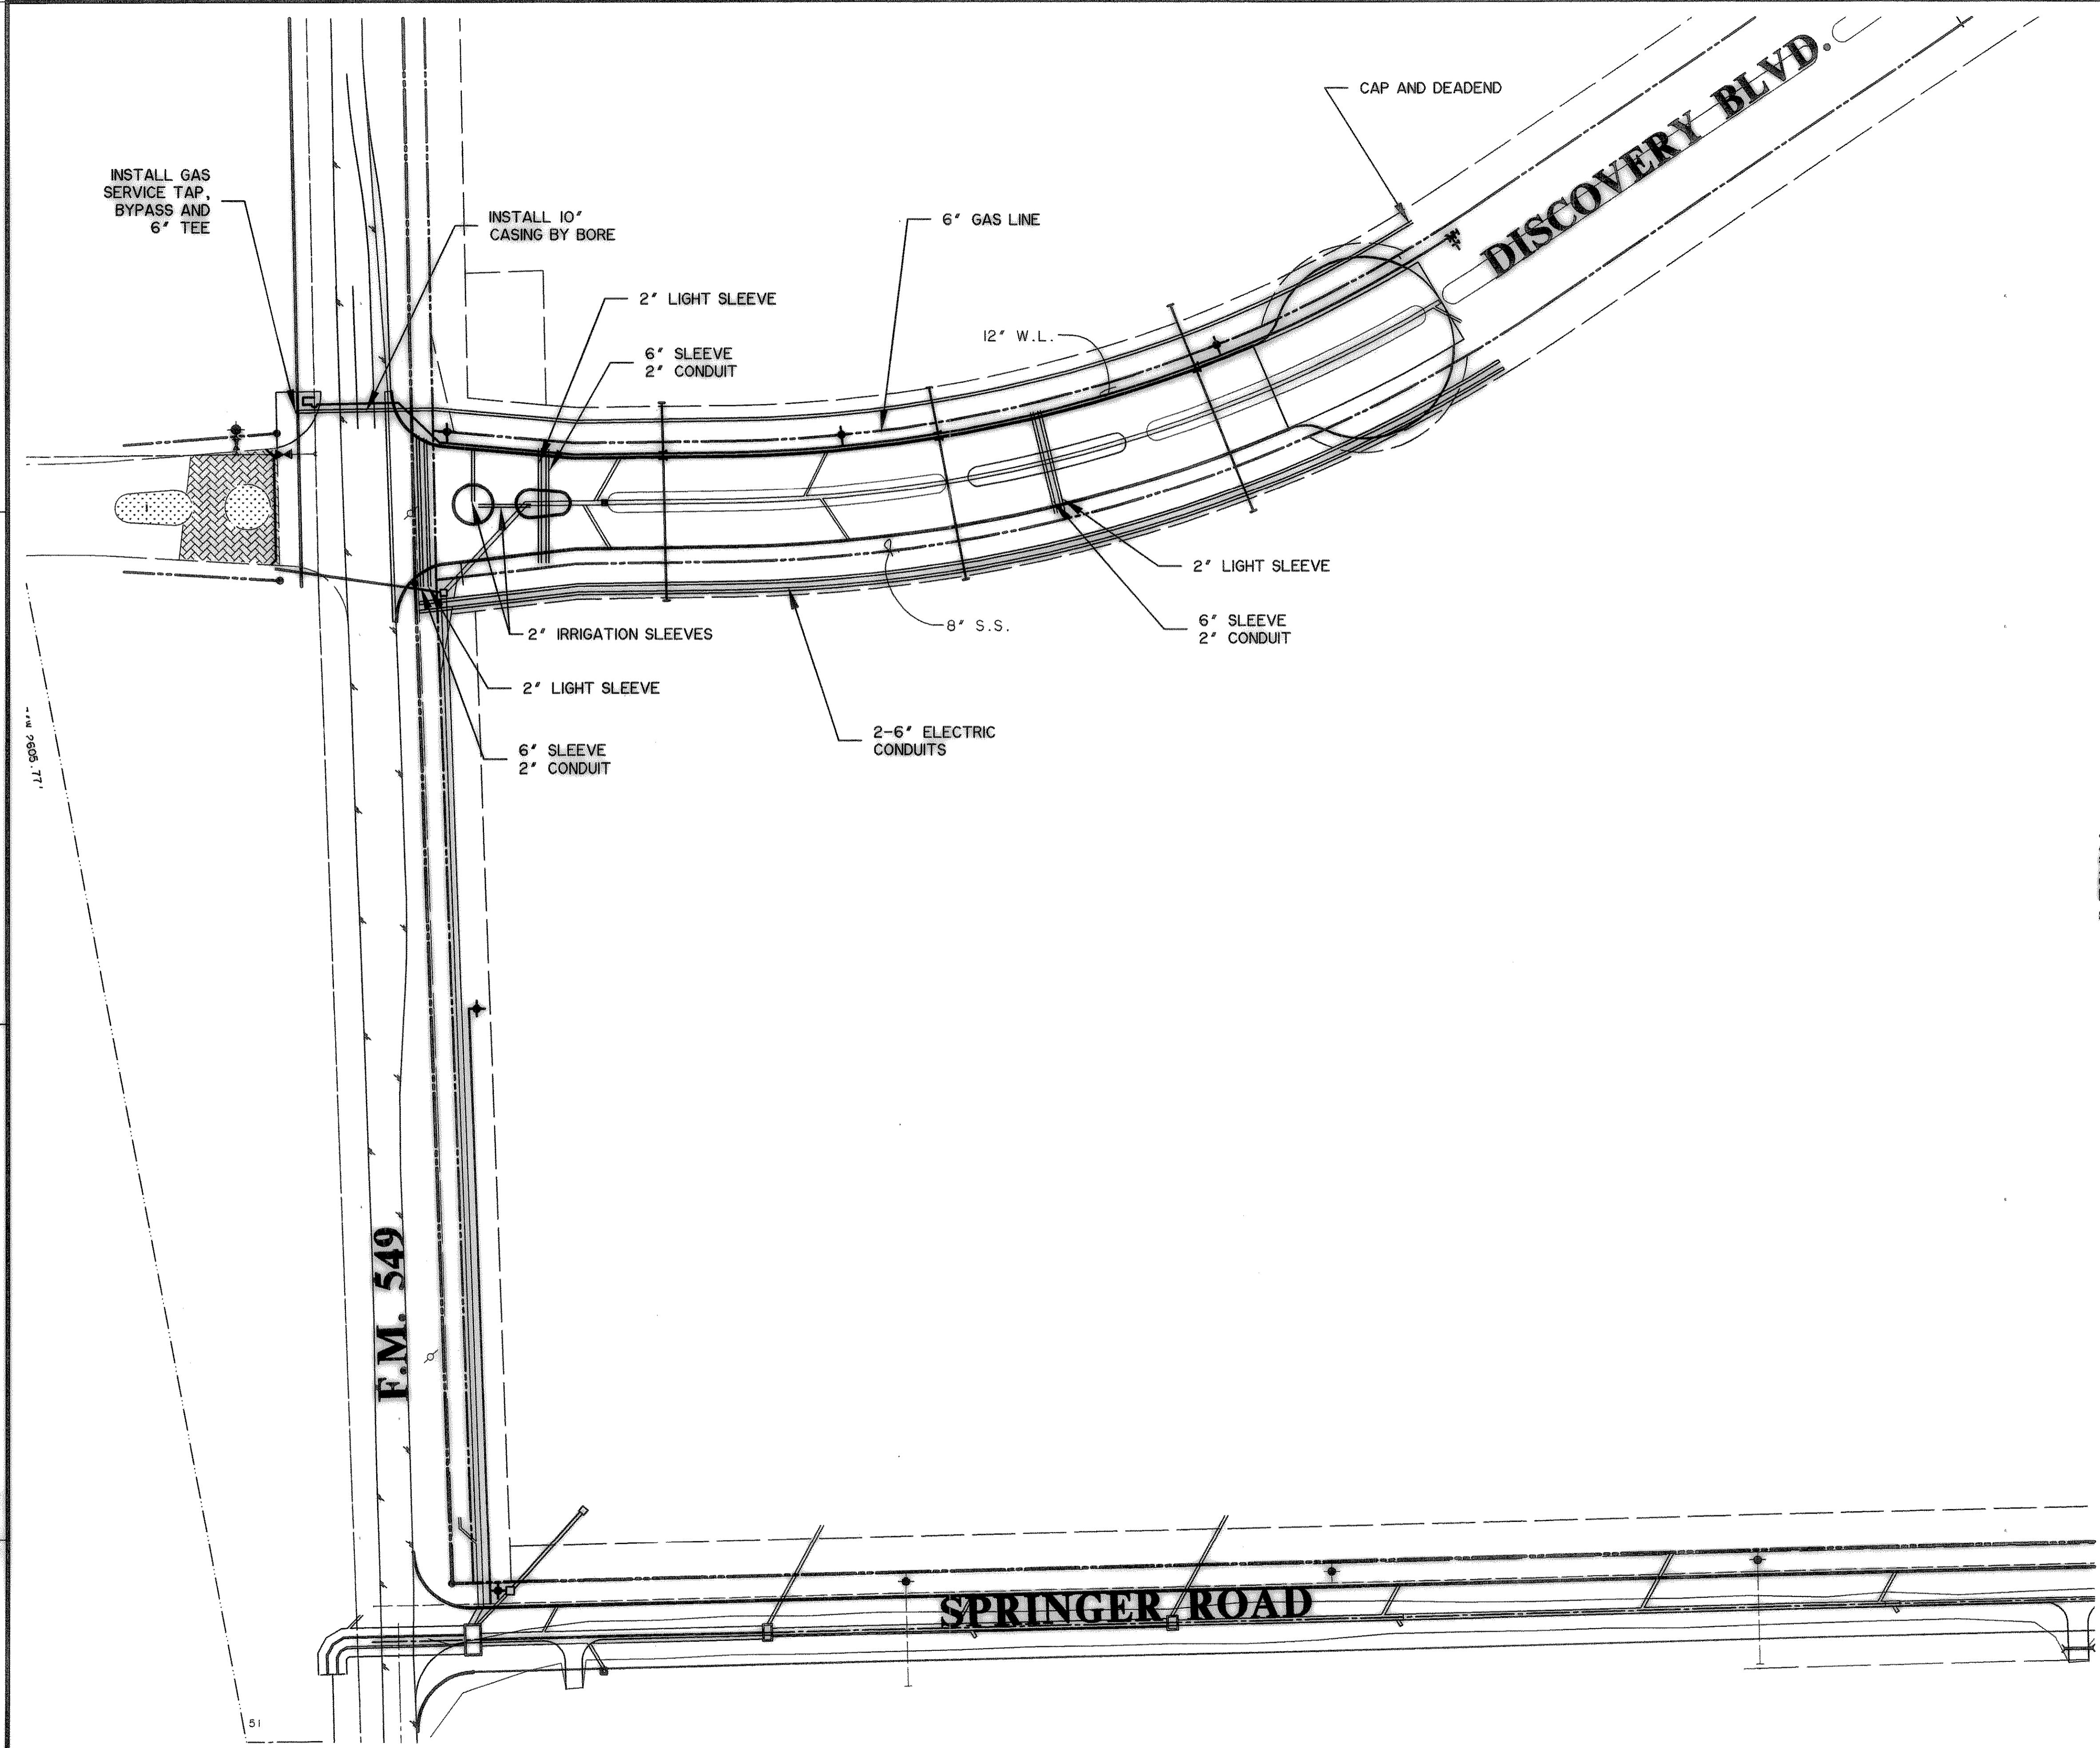 CAP AND DEADEND
DISCOVERY BLVD.
INSTALL GAS
SERVICE TAP,
BYPASS AND
6" TEE
INSTALL 10"
CASING BY BORE
6" GAS LINE
2" LIGHT SLEEVE
12" W.L.
6" SLEEVE
2" CONDUIT
2" LIGHT SLEEVE
6" SLEEVE
2" CONDUIT
8" S.S.
2" IRRIGATION SLEEVES
2" LIGHT SLEEVE
2-6" ELECTRIC
CONDUITS
6" SLEEVE
2" CONDUIT
2605.77'
F.M. 549
SPRINGER ROAD
51